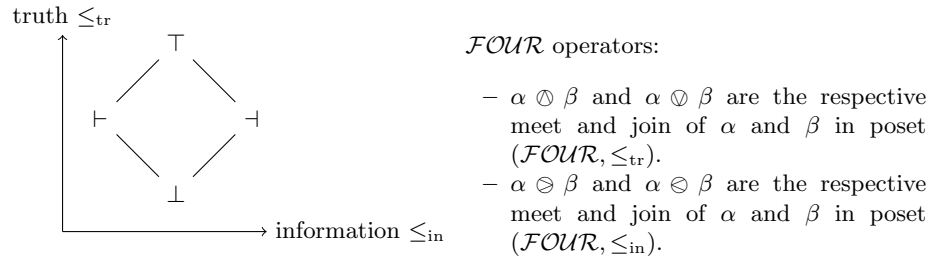 truth ≤tr
⊤
⊢ ⊣
⊥
information ≤in
𝓕𝓞𝓤𝓡 operators:
– α ⧀ β and α ⧁ β are the respective
meet and join of α and β in poset
(𝓕𝓞𝓤𝓡, ≤tr).
– α ⧁ β and α ⧀ β are the respective
meet and join of α and β in poset
(𝓕𝓞𝓤𝓡, ≤in).